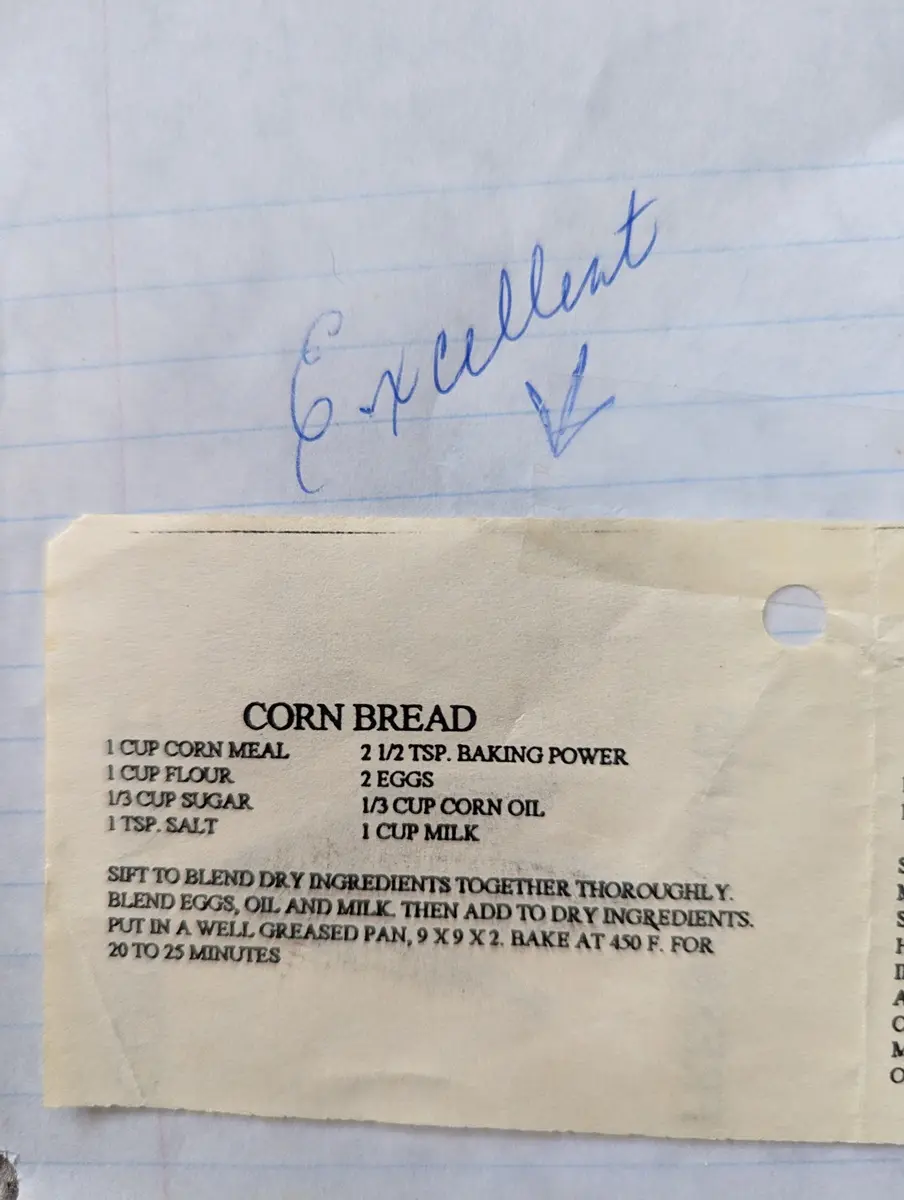 Excellent
CORN BREAD
1 CUP CORN MEAL 2 1/2 TSP. BAKING POWER
1 CUP FLOUR 2 EGGS
1/3 CUP SUGAR 1/3 CUP CORN OIL
1 TSP. SALT 1 CUP MILK
SIFT TO BLEND DRY INGREDIENTS TOGETHER THOROUGHLY.
BLEND EGGS, OIL AND MILK. THEN ADD TO DRY INGREDIENTS.
PUT IN A WELL GREASED PAN, 9 X 9 X 2. BAKE AT 450 F. FOR
20 TO 25 MINUTES